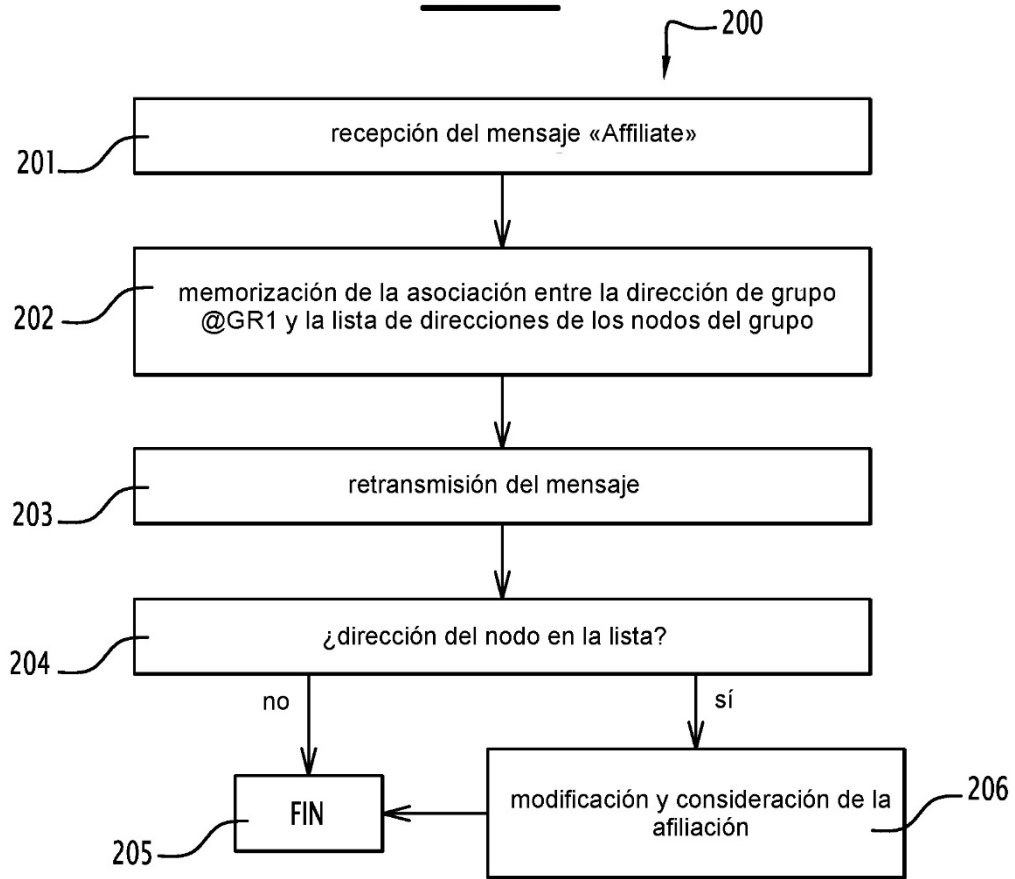 200
recepción del mensaje «Affiliate»
201
memorización de la asociación entre la dirección de grupo
@GR1 y la lista de direcciones de los nodos del grupo
202
retransmisión del mensaje
203
¿dirección del nodo en la lista?
204
no
sí
FIN
205
modificación y consideración de la
afiliación
206